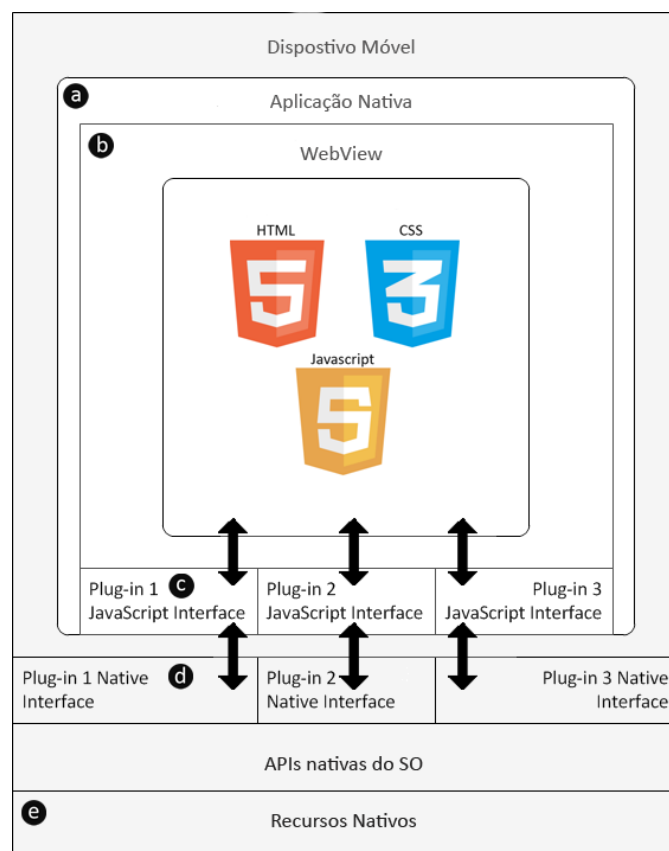 Dispostivo Móvel
a
Aplicação Nativa
b
WebView
HTML
CSS
Javascript
Plug-in 1 c
JavaScript Interface
Plug-in 2
JavaScript Interface
Plug-in 3
JavaScript Interface
Plug-in 1 Native d
Interface
Plug-in 2
Native Interface
Plug-in 3 Native
Interface
APIs nativas do SO
e
Recursos Nativos